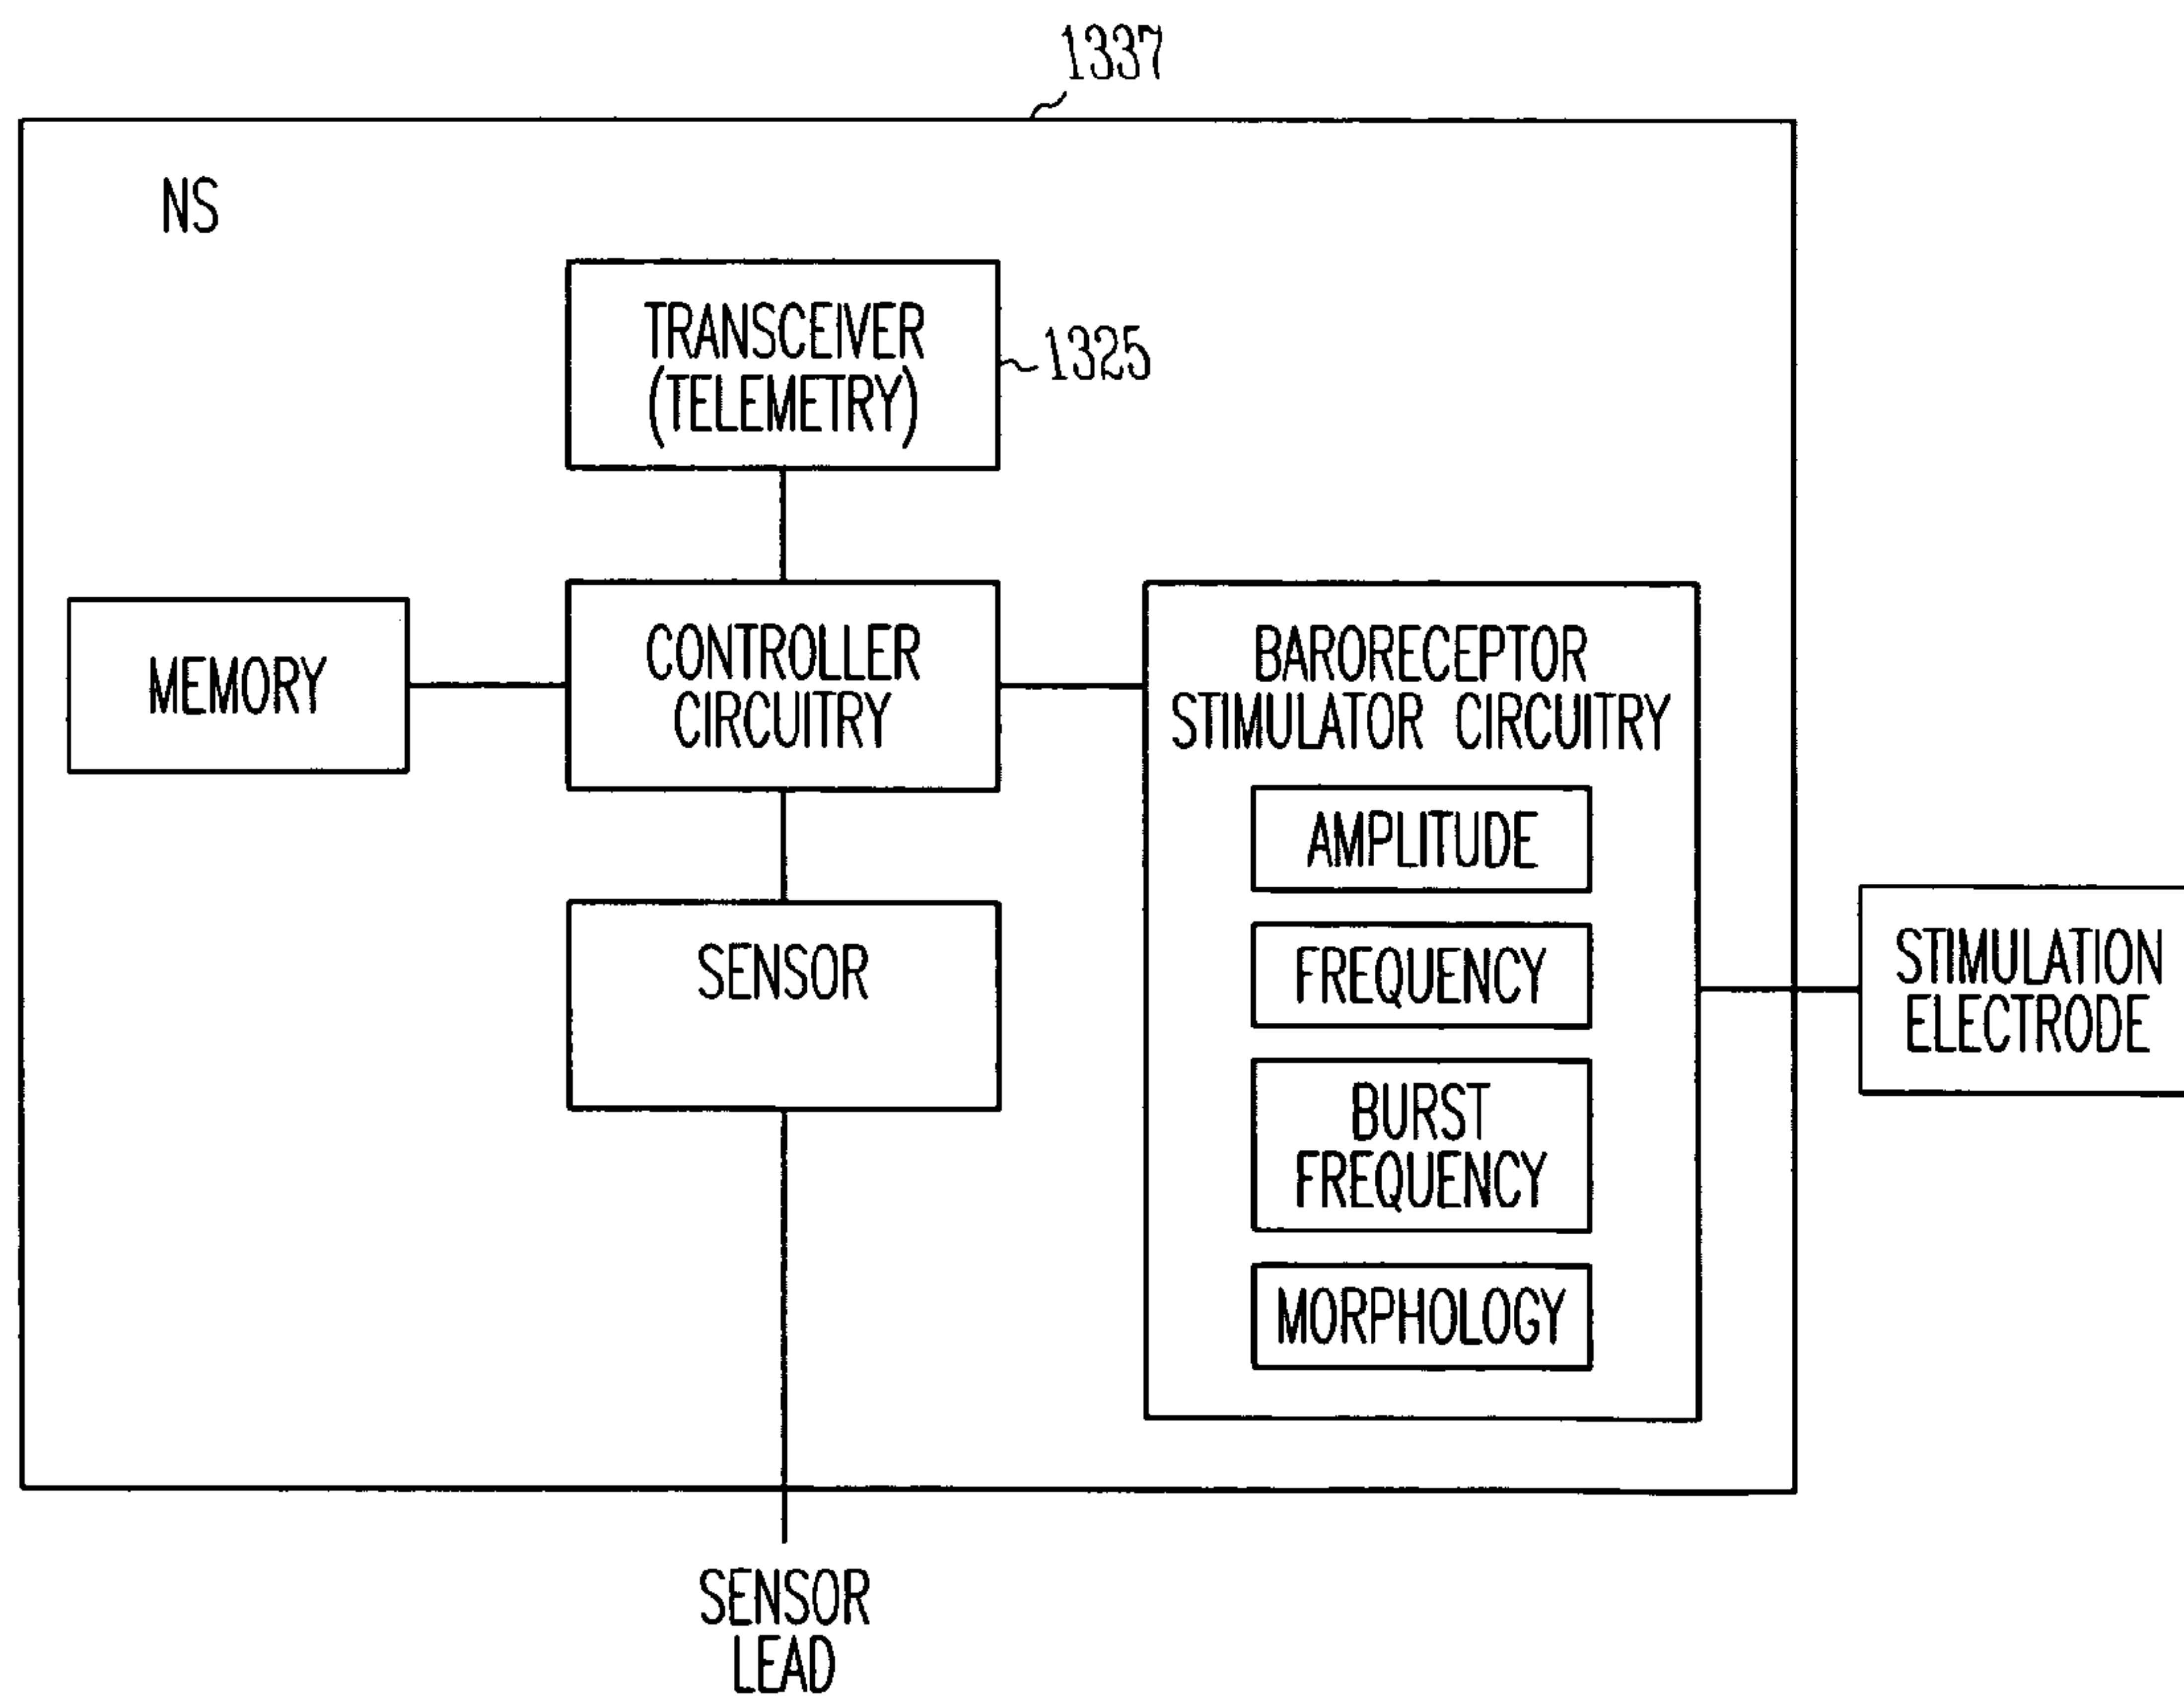 1337
NS
TRANSCEIVER
(TELEMETRY)
1325
MEMORY
CONTROLLER
CIRCUITRY
BARORECEPTOR
STIMULATOR CIRCUITRY
AMPLITUDE
SENSOR
FREQUENCY
BURST
FREQUENCY
MORPHOLOGY
STIMULATION
ELECTRODE
SENSOR
LEAD